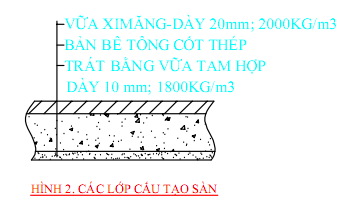 VỮA XIMĂNG-DÀY 20mm; 2000KG/m3
BẢN BÊ TÔNG CỐT THÉP
TRÁT BẰNG VỮA TAM HỢP
DÀY 10 mm; 1800KG/m3
HÌNH 2. CÁC LỚP CẤU TẠO SÀN